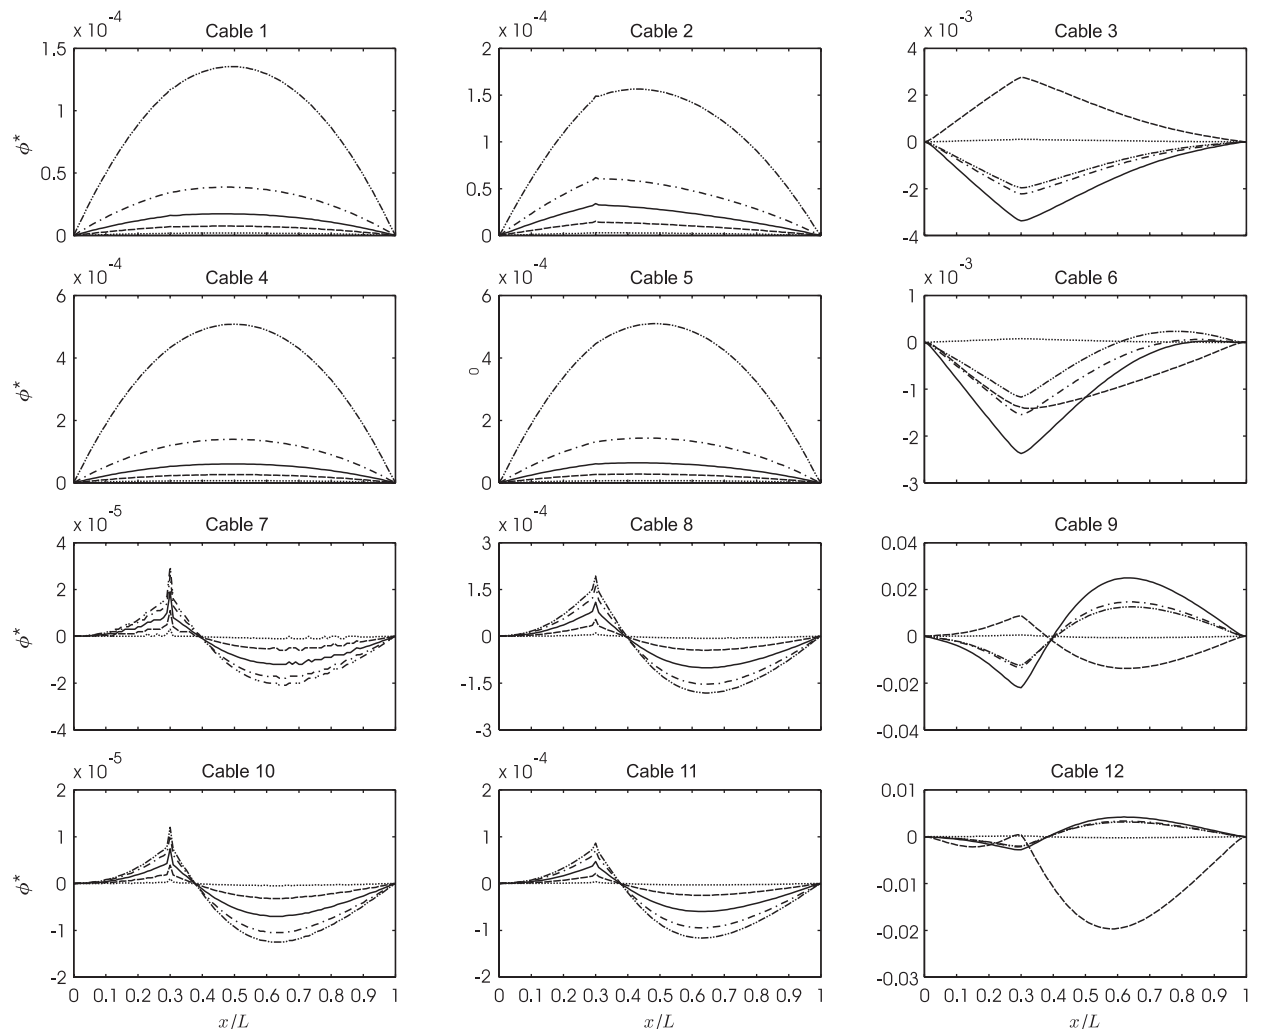 x 10^-4 x 10^-4 x 10^-3
Cable 1 Cable 2 Cable 3
1.5 2 4
1 1.5 2
ϕ* 1 0
0.5 0.5 -2
0 0 -4
x 10^-4 x 10^-4 x 10^-3
Cable 4 Cable 5 Cable 6
6 6 1
4 4 0
ϕ* 0 -1
2 2 -2
0 0 -3
x 10^-5 x 10^-4
Cable 7 Cable 8 Cable 9
4 3 0.04
2 1.5 0.02
ϕ* 0 0 0
-2 -1.5 -0.02
-4 -3 -0.04
x 10^-5 x 10^-4
Cable 10 Cable 11 Cable 12
2 2 0.01
1 1 0
ϕ* 0 0 -0.01
-1 -1 -0.02
-2 -2 -0.03
0 0.1 0.2 0.3 0.4 0.5 0.6 0.7 0.8 0.9 1 0 0.1 0.2 0.3 0.4 0.5 0.6 0.7 0.8 0.9 1 0 0.1 0.2 0.3 0.4 0.5 0.6 0.7 0.8 0.9 1
x/L x/L x/L